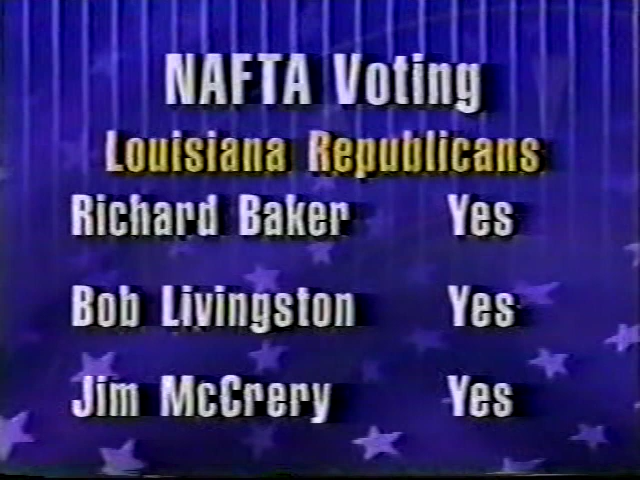 NAFTA Voting
Louisiana Republicans
Richard Baker Yes
Bob Livingston Yes
Jim McCrery Yes